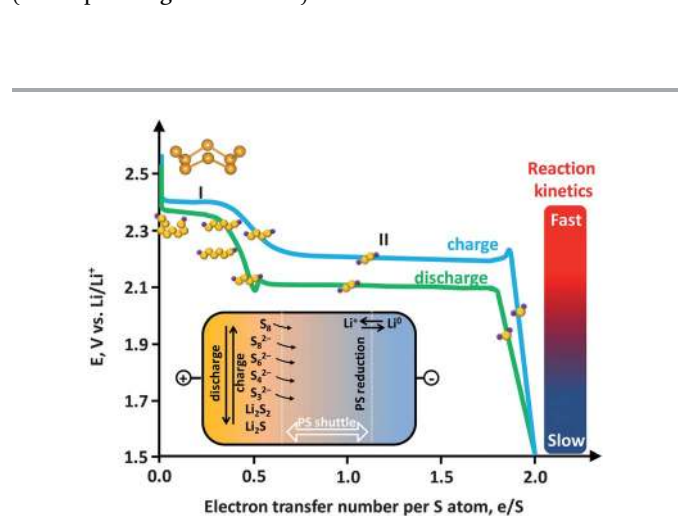 2.5
2.3
2.1
1.9
1.7
1.5
E, V vs. Li/Li⁺
I
II
charge
discharge
Reaction
kinetics
Fast
Slow
discharge
charge
S₈
S₈²⁻
S₆²⁻
S₄²⁻
S₃²⁻
Li₂S₂
Li₂S
Li⁺ Li⁰
PS reduction
PS shuttle
+
-
0.0 0.5 1.0 1.5 2.0
Electron transfer number per S atom, e/S